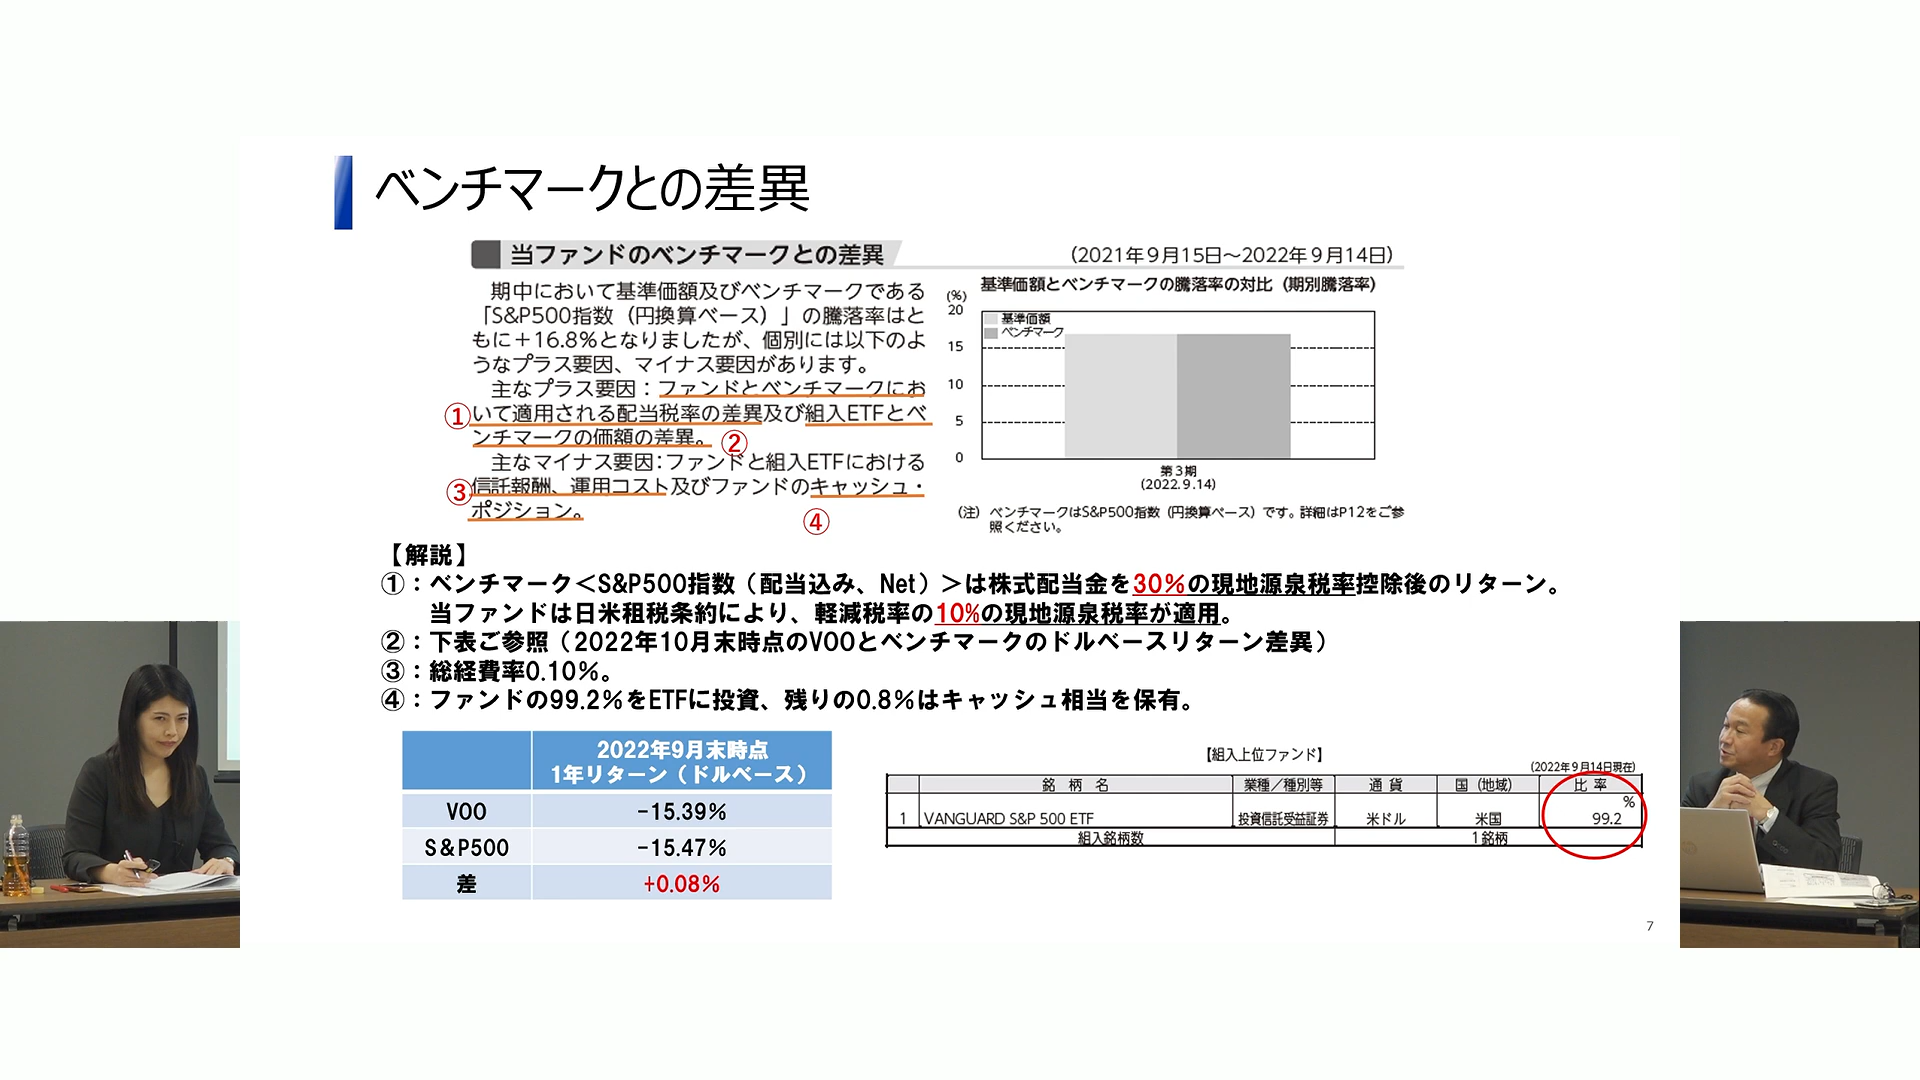 ベンチマークとの差異
当ファンドのベンチマークとの差異
(2021年9月15日~2022年9月14日)
期中において基準価額及びベンチマークである
「S&P500指数(円換算ベース)」の騰落率はと
もに+16.8%となりましたが、個別には以下のよ
うなプラス要因、マイナス要因があります。
主なプラス要因:ファンドとベンチマークにお
①いて適用される配当税率の差異及び組入ETFとベ
ンチマークの価額の差異。②
主なマイナス要因:ファンドと組入ETFにおける
③信託報酬、運用コスト及びファンドのキャッシュ・
ポジション。
④
基準価額とベンチマークの騰落率の対比(期別騰落率)
(%)
20
15
10
5
0
基準価額
ベンチマーク
第3期
(2022.9.14)
(注) ベンチマークはS&P500指数(円換算ベース)です。詳細はP12をご参
照ください。
【解説】
①:ベンチマーク<S&P500指数(配当込み、Net)>は株式配当金を30%の現地源泉税率控除後のリターン。
当ファンドは日米租税条約により、軽減税率の10%の現地源泉税率が適用。
②:下表ご参照(2022年10月末時点のVOOとベンチマークのドルベースリターン差異)
③:総経費率0.10%。
④:ファンドの99.2%をETFに投資、残りの0.8%はキャッシュ相当を保有。
2022年9月末時点
1年リターン(ドルベース)
VOO -15.39%
S&P500 -15.47%
差 +0.08%
【組入上位ファンド】
(2022年9月14日現在)
銘柄名 業種/種別等 通貨 国(地域) 比率
%
1 VANGUARD S&P 500 ETF 投資信託受益証券 米ドル 米国 99.2
組入銘柄数 1銘柄
7